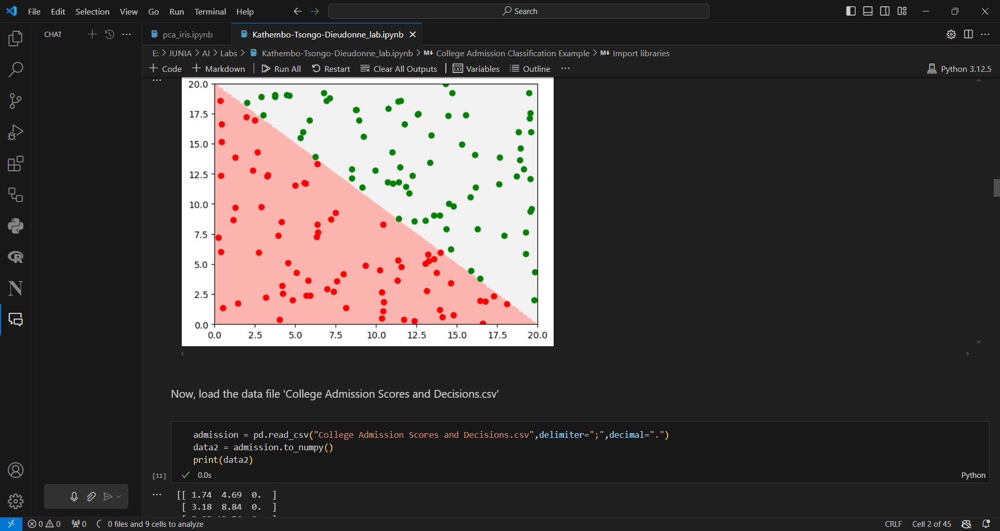 File Edit Selection View Go Run Terminal Help
Search
CHAT
pca_iris.ipynb
Kathembo-Tsongo-Dieudonne_lab.ipynb
E: > JUNIA > AI > Labs > Kathembo-Tsongo-Dieudonne_lab.ipynb > M↓ College Admission Classification Example > M↓ Import libraries
+ Code + Markdown | Run All Restart Clear All Outputs | Variables Outline ...
Python 3.12.5
20.0
17.5
15.0
12.5
10.0
7.5
5.0
2.5
0.0
0.0 2.5 5.0 7.5 10.0 12.5 15.0 17.5 20.0
Now, load the data file 'College Admission Scores and Decisions.csv'
admission = pd.read_csv("College Admission Scores and Decisions.csv",delimiter=";",decimal=".")
data2 = admission.to_numpy()
print(data2)
[11] 0.0s
Python
[[ 1.74 4.69 0. ]
[ 3.18 8.84 0. ]
0 0 0 0 files and 9 cells to analyze
CRLF Cell 2 of 45